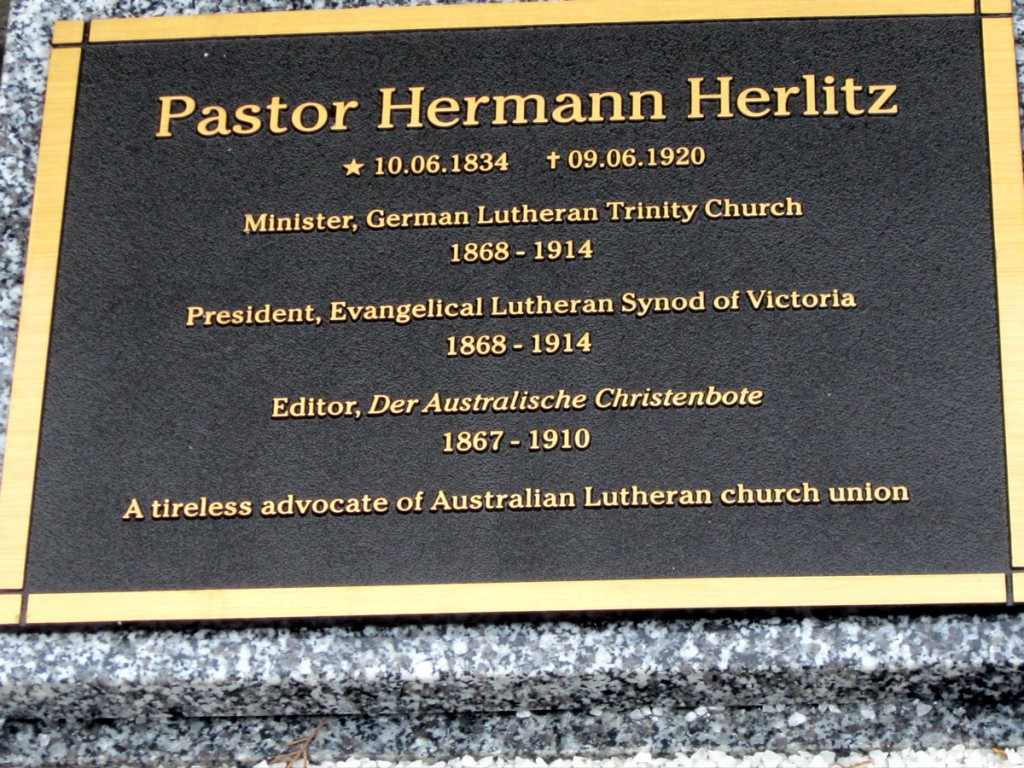 Pastor Hermann Herlitz
★ 10.06.1834 ✝ 09.06.1920
Minister, German Lutheran Trinity Church
1868 - 1914
President, Evangelical Lutheran Synod of Victoria
1868 - 1914
Editor, Der Australische Christenbote
1867 - 1910
A tireless advocate of Australian Lutheran church union